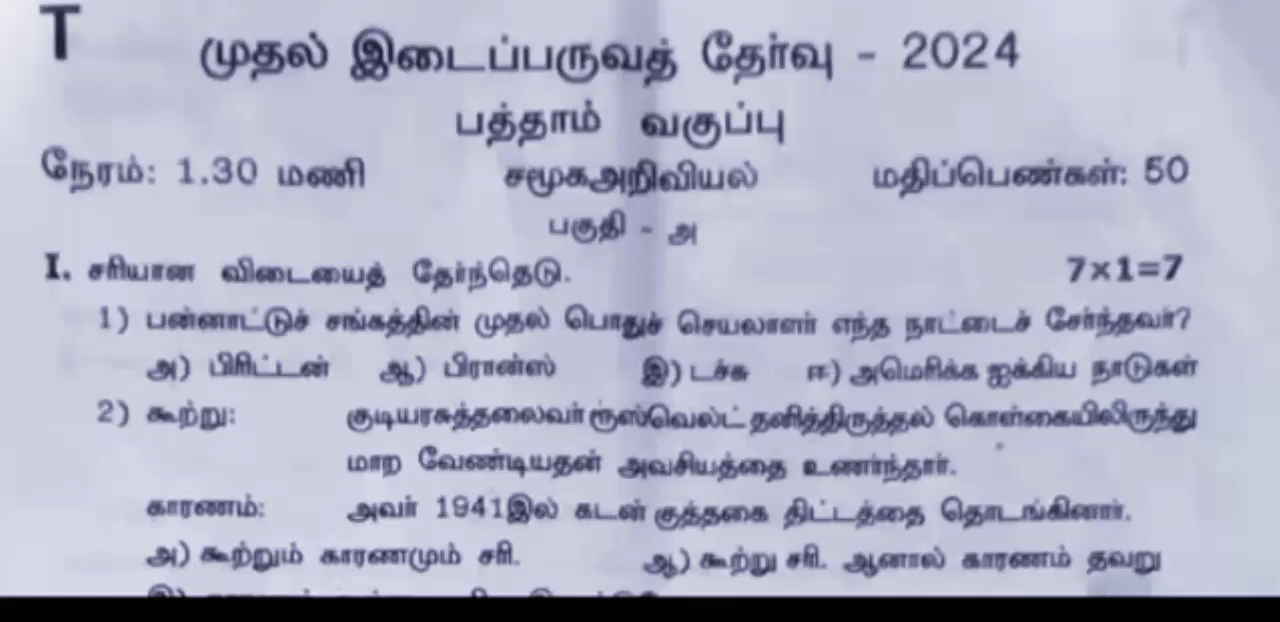 T
முதல் இடைப்பருவத் தேர்வு - 2024
பத்தாம் வகுப்பு
நேரம்: 1.30 மணி சமூகஅறிவியல் மதிப்பெண்கள்: 50
பகுதி - அ
I. சரியான விடையைத் தேர்ந்தெடு. 7×1=7
1) பன்னாட்டுச் சங்கத்தின் முதல் பொதுச் செயலாளர் எந்த நாட்டைச் சேர்ந்தவர்?
அ) பிரிட்டன் ஆ) பிரான்ஸ் இ) டச்சு ஈ) அமெரிக்க ஐக்கிய நாடுகள்
2) கூற்று: குடியரசுத்தலைவர் ரூஸ்வெல்ட் தனித்திருத்தல் கொள்கையிலிருந்து
மாற வேண்டியதன் அவசியத்தை உணர்ந்தார்.
காரணம்: அவர் 1941இல் கடன் குத்தகை திட்டத்தை தொடங்கினார்.
அ) கூற்றும் காரணமும் சரி. ஆ) கூற்று சரி. ஆனால் காரணம் தவறு